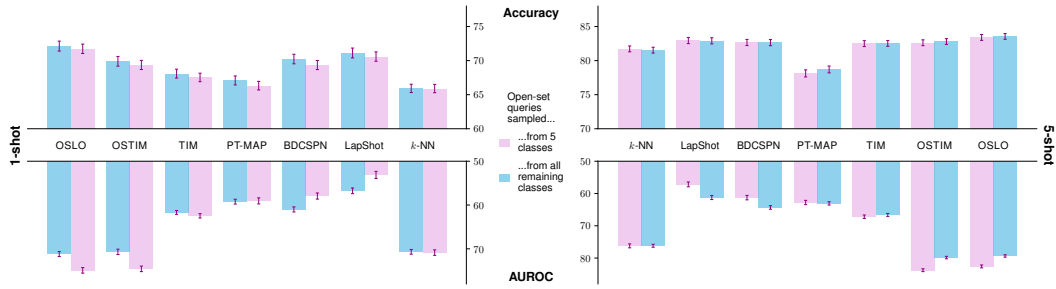 Accuracy
75
70
65
60
85
80
75
70
Open-set
queries
sampled...
...from 5
classes
...from all
remaining
classes
1-shot
OSLO OSTIM TIM PT-MAP BDCSPN LapShot k-NN
k-NN LapShot BDCSPN PT-MAP TIM OSTIM OSLO
5-shot
50
60
70
50
60
70
80
AUROC